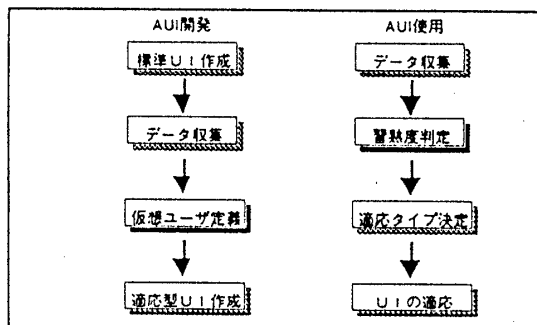 AUI開発
標準UI作成
データ収集
仮想ユーザ定義
適応型UI作成
AUI使用
データ収集
習熟度判定
適応タイプ決定
UIの適応